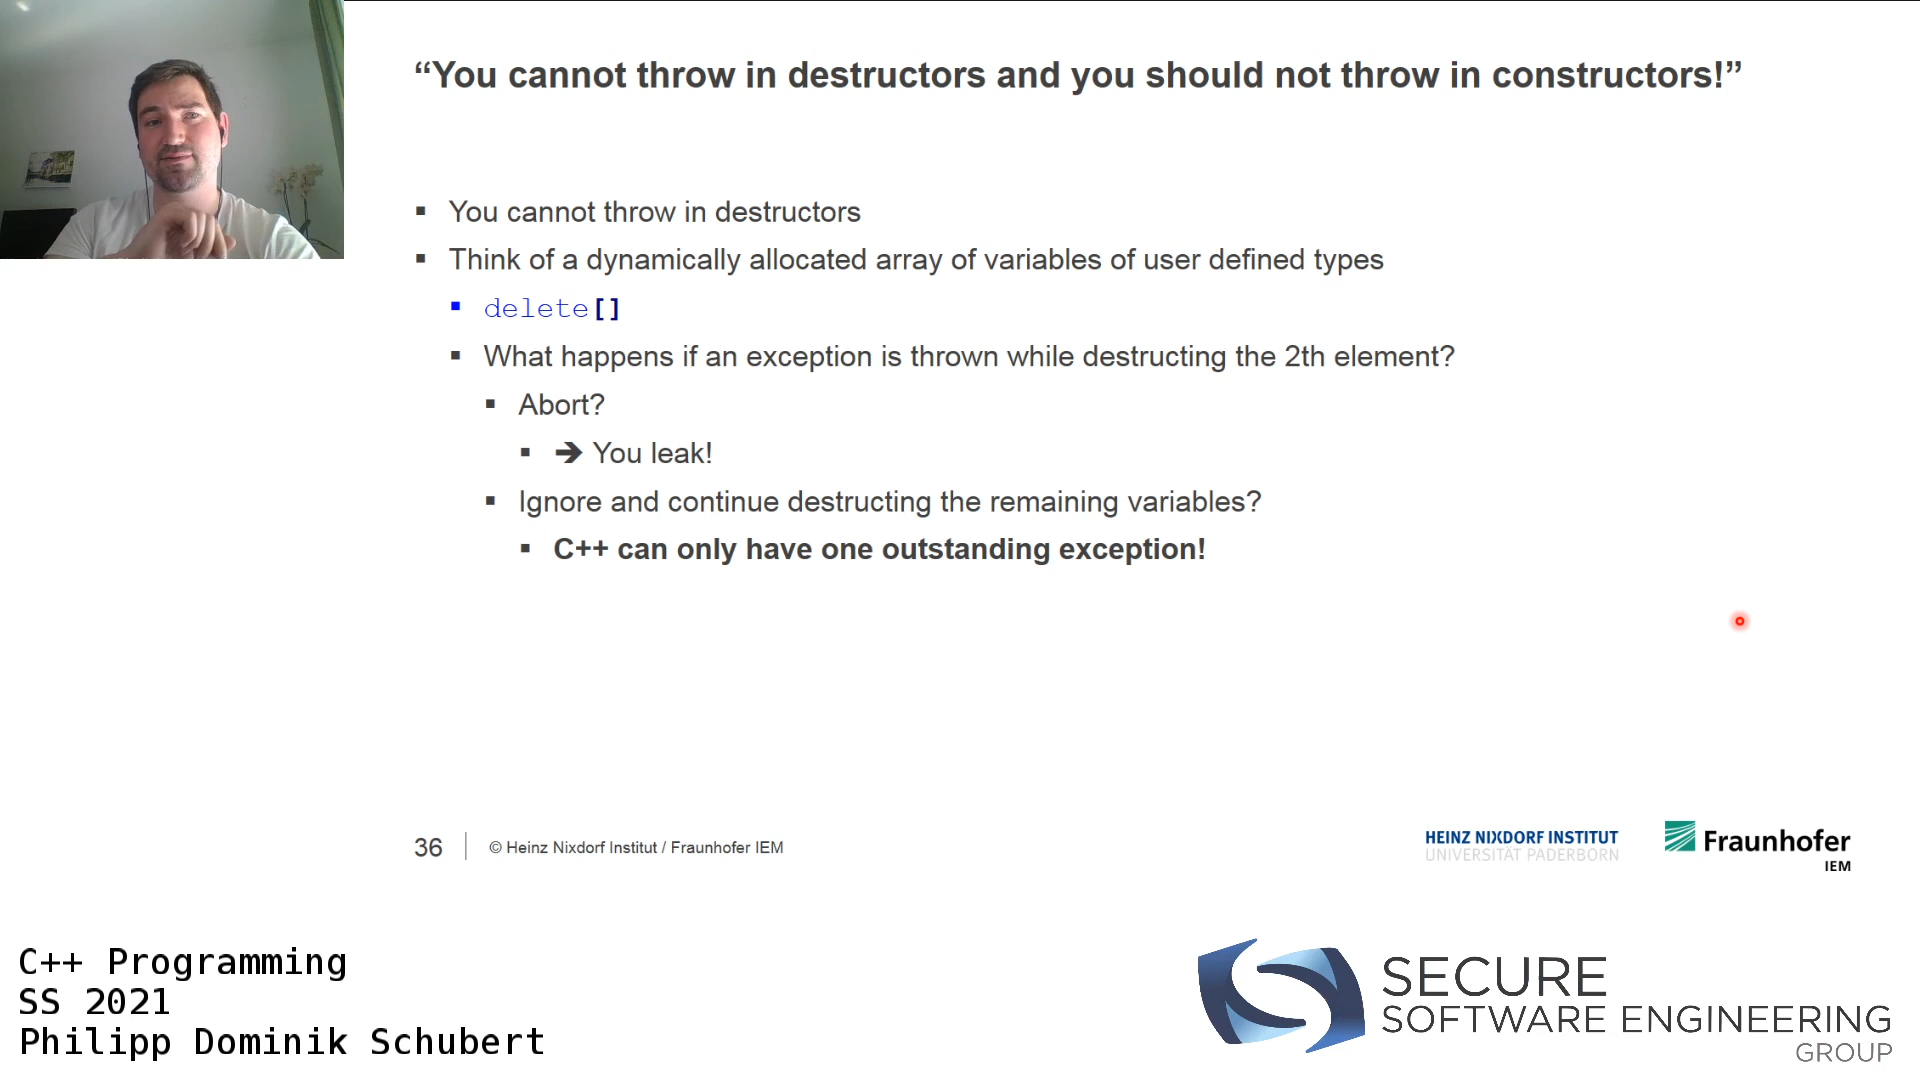 “You cannot throw in destructors and you should not throw in constructors!”
▪ You cannot throw in destructors
▪ Think of a dynamically allocated array of variables of user defined types
▪ delete[]
▪ What happens if an exception is thrown while destructing the 2th element?
▪ Abort?
▪ ➔ You leak!
▪ Ignore and continue destructing the remaining variables?
▪ C++ can only have one outstanding exception!
36 © Heinz Nixdorf Institut / Fraunhofer IEM
HEINZ NIXDORF INSTITUT
UNIVERSITÄT PADERBORN
Fraunhofer
IEM
C++ Programming
SS 2021
Philipp Dominik Schubert
SECURE
SOFTWARE ENGINEERING
GROUP